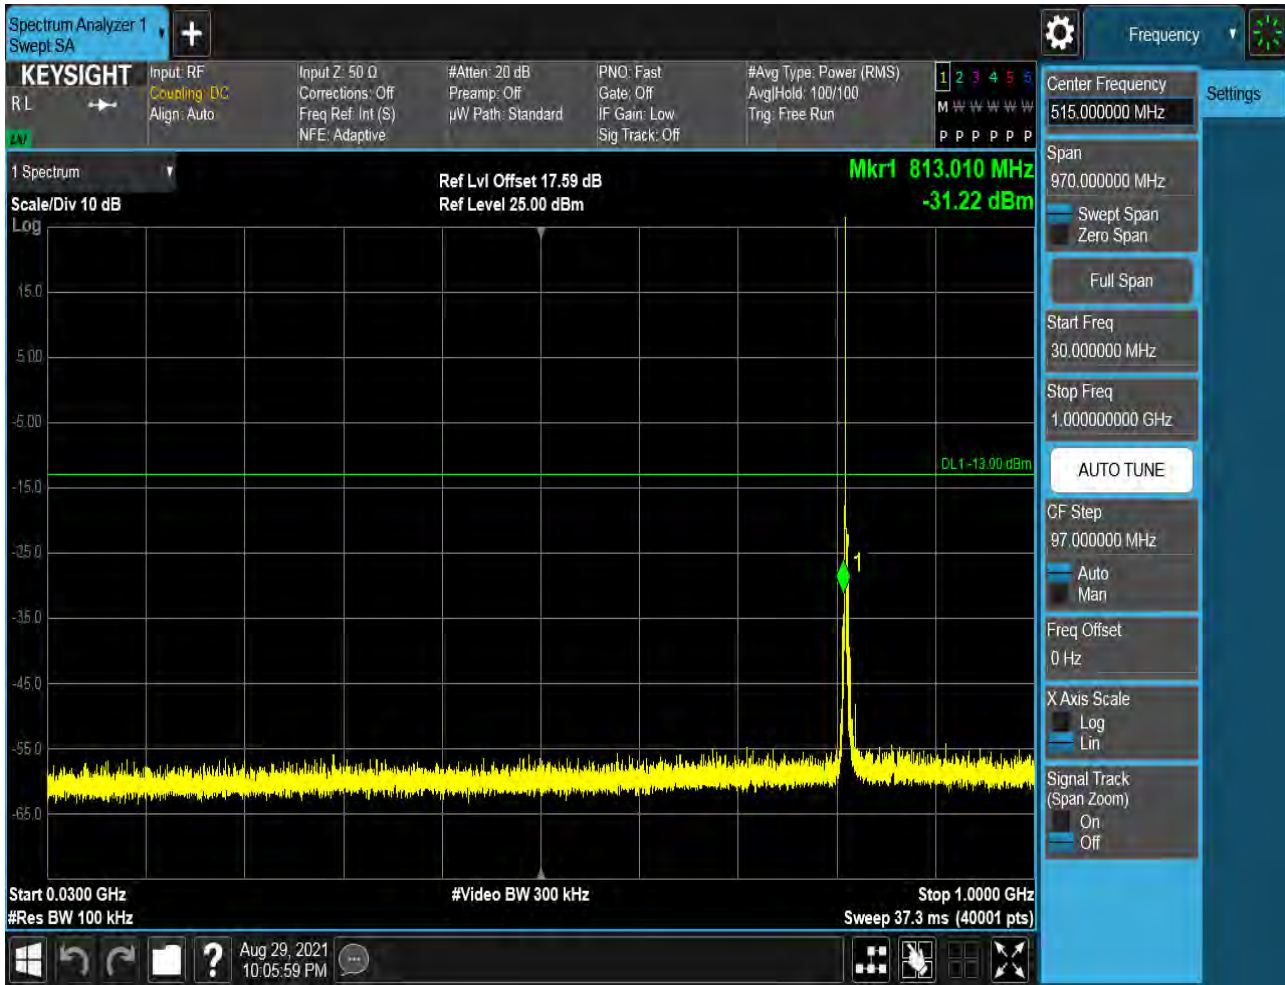 Spectrum Analyzer 1
Swept SA
Frequency
KEYSIGHT
R L
Input: RF
Coupling: DC
Align: Auto
Input Z: 50 Ω
Corrections: Off
Freq Ref: Int (S)
NFE: Adaptive
#Atten: 20 dB
Preamp: Off
µW Path: Standard
PNO: Fast
Gate: Off
IF Gain: Low
Sig Track: Off
#Avg Type: Power (RMS)
Avg|Hold: 100/100
Trig: Free Run
1 2 3 4 5 6
M W W W W W
P P P P P P
Center Frequency
515.000000 MHz
Settings
Span
970.000000 MHz
Swept Span
Zero Span
Full Span
Start Freq
30.000000 MHz
Stop Freq
1.000000000 GHz
AUTO TUNE
CF Step
97.000000 MHz
Auto
Man
Freq Offset
0 Hz
X Axis Scale
Log
Lin
Signal Track
(Span Zoom)
On
Off
1 Spectrum
Scale/Div 10 dB
Log
Ref Lvl Offset 17.59 dB
Ref Level 25.00 dBm
Mkr1 813.010 MHz
-31.22 dBm
15.0
5.00
-5.00
DL1 -13.00 dBm
-15.0
-25.0
1
-35.0
-45.0
-55.0
-65.0
Start 0.0300 GHz
#Res BW 100 kHz
#Video BW 300 kHz
Stop 1.0000 GHz
Sweep 37.3 ms (40001 pts)
?
Aug 29, 2021
10:05:59 PM